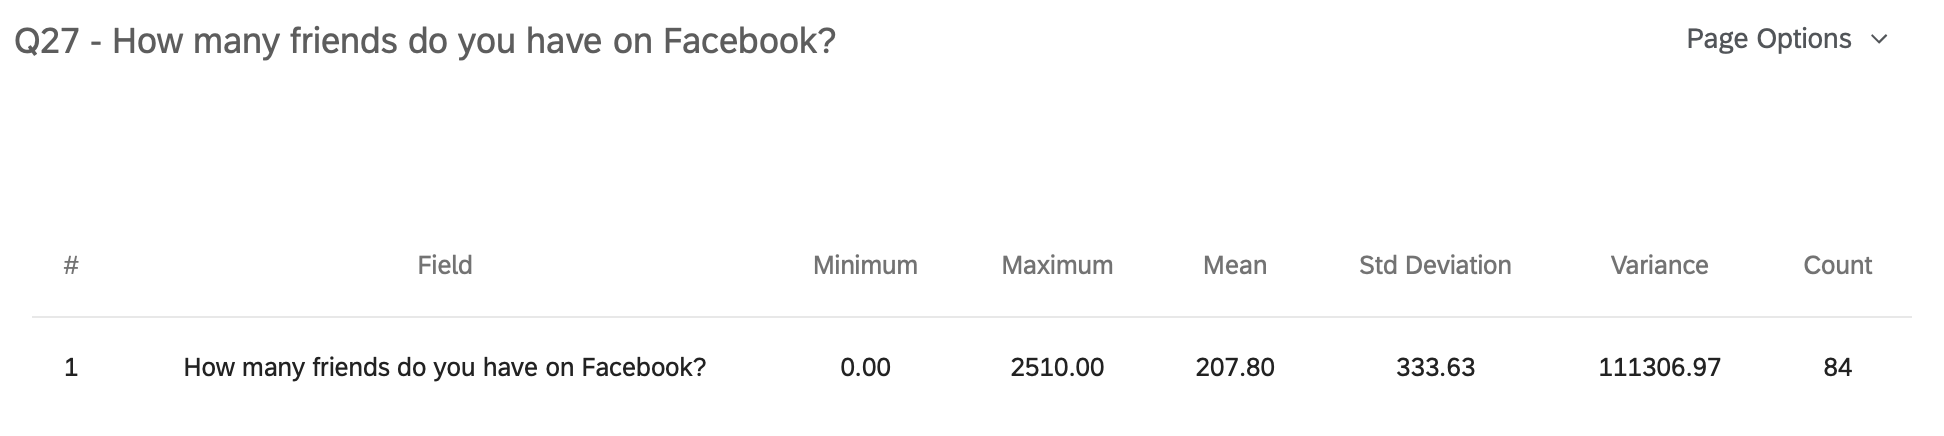 Q27 - How many friends do you have on Facebook?
Page Options
# Field Minimum Maximum Mean Std Deviation Variance Count
1 How many friends do you have on Facebook? 0.00 2510.00 207.80 333.63 111306.97 84